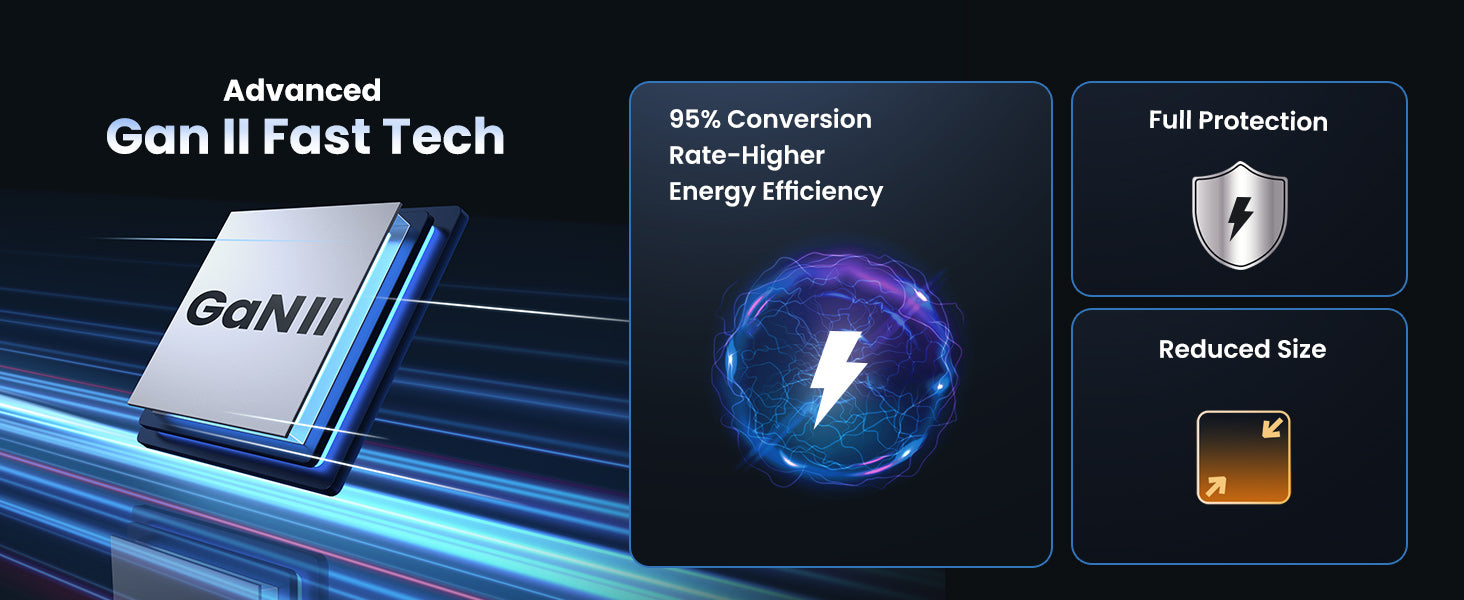 Advanced
Gan II Fast Tech
GaNII
95% Conversion
Rate-Higher
Energy Efficiency
Full Protection
Reduced Size